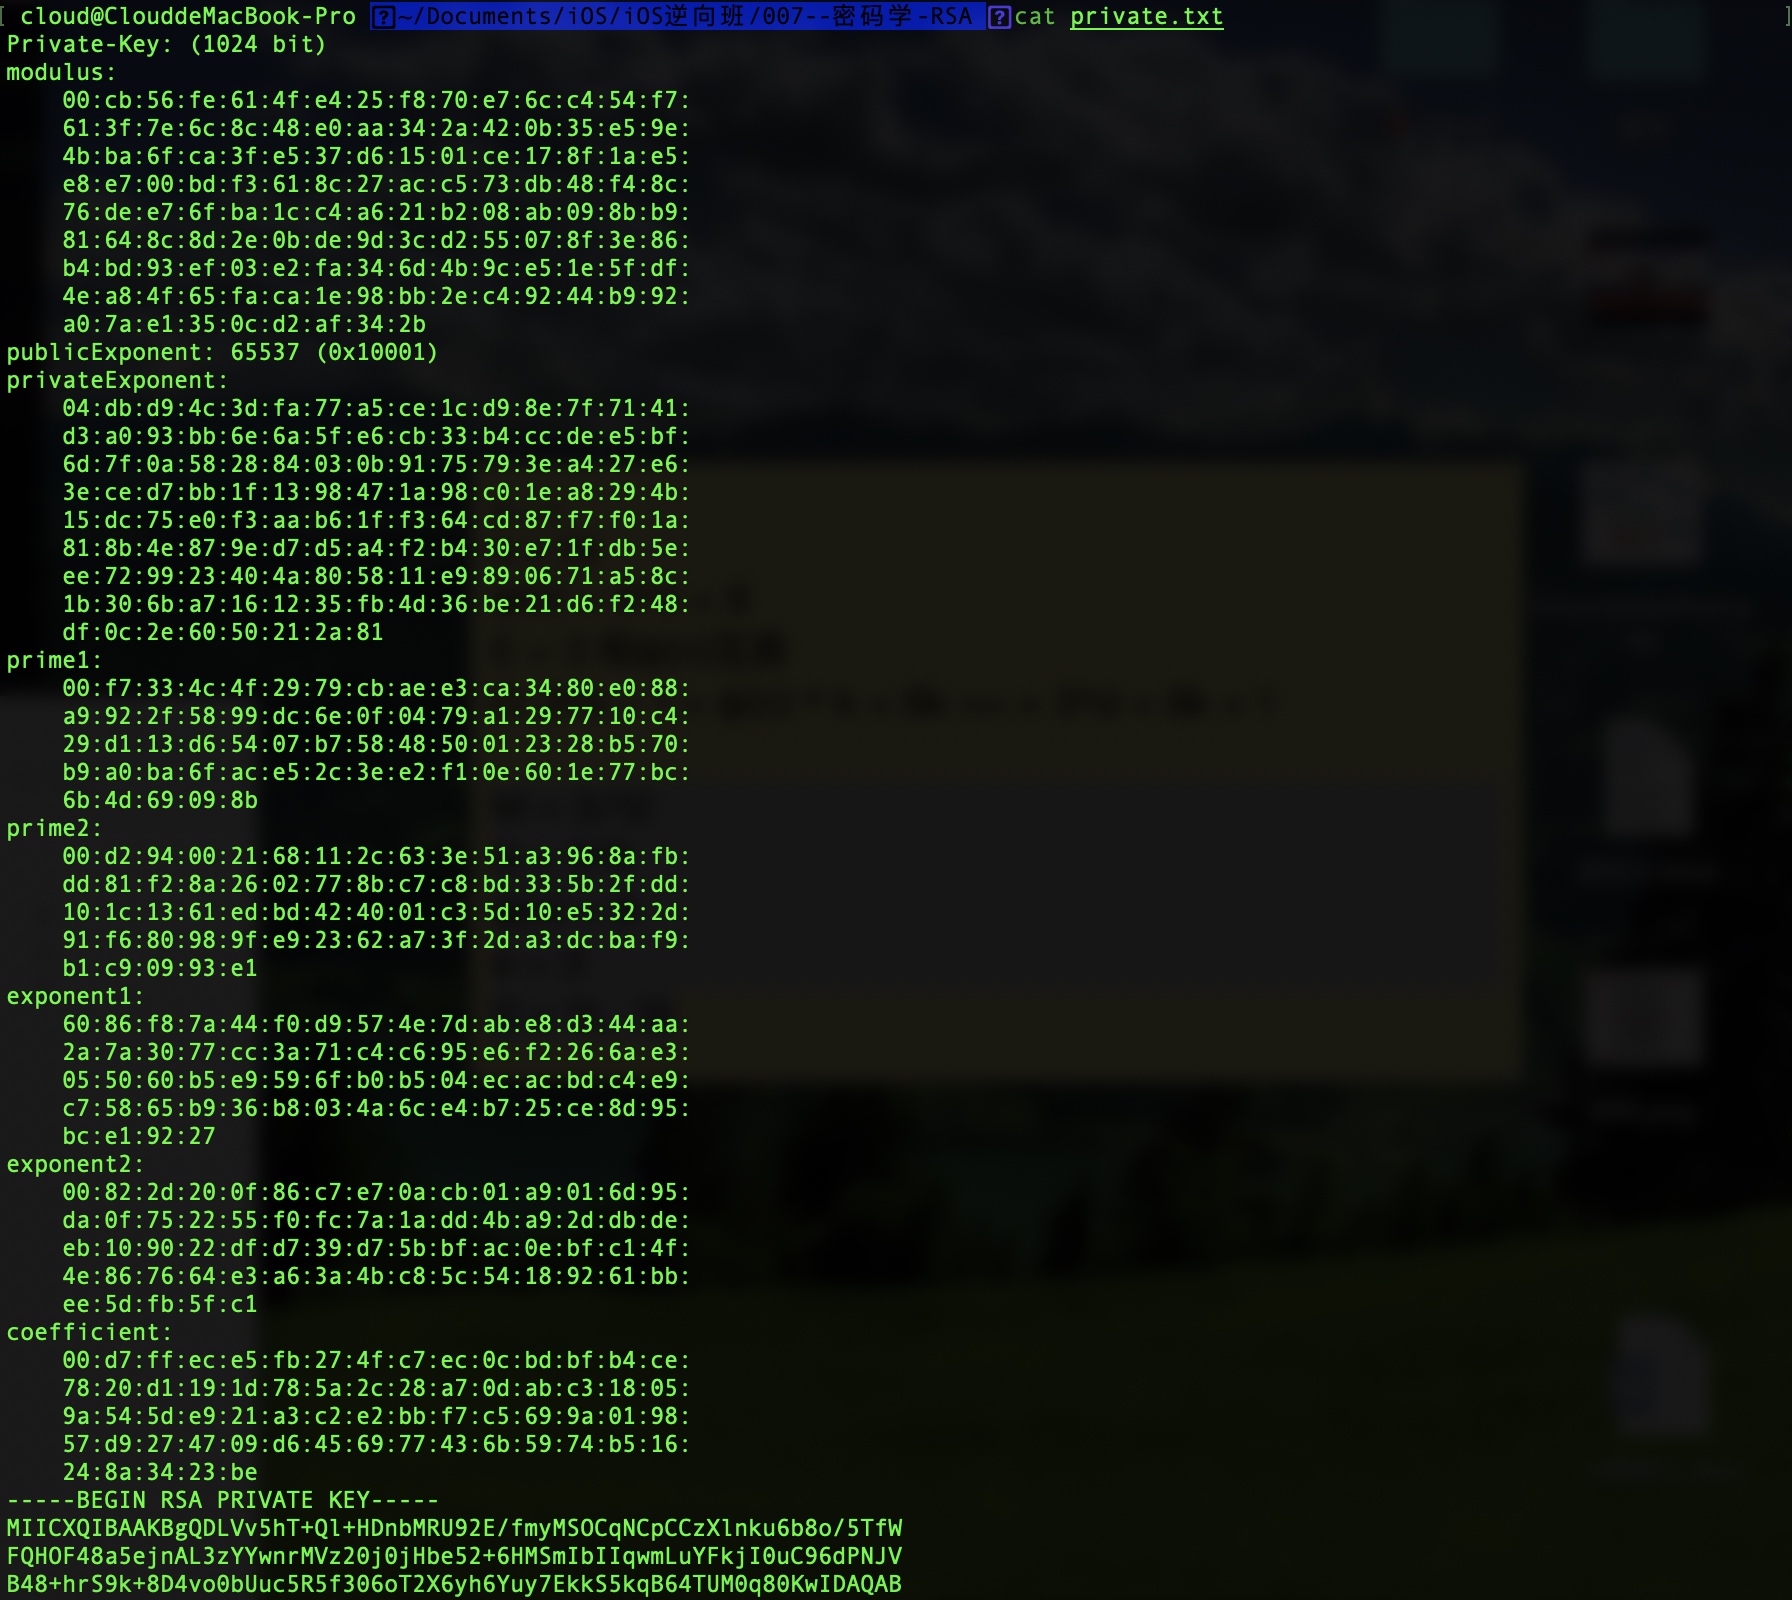 cloud@ClouddeMacBook-Pro ~/Documents/iOS/iOS逆向班/007--密码学-RSA cat private.txt
Private-Key: (1024 bit)
modulus:
00:cb:56:fe:61:4f:e4:25:f8:70:e7:6c:c4:54:f7:
61:3f:7e:6c:8c:48:e0:aa:34:2a:42:0b:35:e5:9e:
4b:ba:6f:ca:3f:e5:37:d6:15:01:ce:17:8f:1a:e5:
e8:e7:00:bd:f3:61:8c:27:ac:c5:73:db:48:f4:8c:
76:de:e7:6f:ba:1c:c4:a6:21:b2:08:ab:09:8b:b9:
81:64:8c:8d:2e:0b:de:9d:3c:d2:55:07:8f:3e:86:
b4:bd:93:ef:03:e2:fa:34:6d:4b:9c:e5:1e:5f:df:
4e:a8:4f:65:fa:ca:1e:98:bb:2e:c4:92:44:b9:92:
a0:7a:e1:35:0c:d2:af:34:2b
publicExponent: 65537 (0x10001)
privateExponent:
04:db:d9:4c:3d:fa:77:a5:ce:1c:d9:8e:7f:71:41:
d3:a0:93:bb:6e:6a:5f:e6:cb:33:b4:cc:de:e5:bf:
6d:7f:0a:58:28:84:03:0b:91:75:79:3e:a4:27:e6:
3e:ce:d7:bb:1f:13:98:47:1a:98:c0:1e:a8:29:4b:
15:dc:75:e0:f3:aa:b6:1f:f3:64:cd:87:f7:f0:1a:
81:8b:4e:87:9e:d7:d5:a4:f2:b4:30:e7:1f:db:5e:
ee:72:99:23:40:4a:80:58:11:e9:89:06:71:a5:8c:
1b:30:6b:a7:16:12:35:fb:4d:36:be:21:d6:f2:48:
df:0c:2e:60:50:21:2a:81
prime1:
00:f7:33:4c:4f:29:79:cb:ae:e3:ca:34:80:e0:88:
a9:92:2f:58:99:dc:6e:0f:04:79:a1:29:77:10:c4:
29:d1:13:d6:54:07:b7:58:48:50:01:23:28:b5:70:
b9:a0:ba:6f:ac:e5:2c:3e:e2:f1:0e:60:1e:77:bc:
6b:4d:69:09:8b
prime2:
00:d2:94:00:21:68:11:2c:63:3e:51:a3:96:8a:fb:
dd:81:f2:8a:26:02:77:8b:c7:c8:bd:33:5b:2f:dd:
10:1c:13:61:ed:bd:42:40:01:c3:5d:10:e5:32:2d:
91:f6:80:98:9f:e9:23:62:a7:3f:2d:a3:dc:ba:f9:
b1:c9:09:93:e1
exponent1:
60:86:f8:7a:44:f0:d9:57:4e:7d:ab:e8:d3:44:aa:
2a:7a:30:77:cc:3a:71:c4:c6:95:e6:f2:26:6a:e3:
05:50:60:b5:e9:59:6f:b0:b5:04:ec:ac:bd:c4:e9:
c7:58:65:b9:36:b8:03:4a:6c:e4:b7:25:ce:8d:95:
bc:e1:92:27
exponent2:
00:82:2d:20:0f:86:c7:e7:0a:cb:01:a9:01:6d:95:
da:0f:75:22:55:f0:fc:7a:1a:dd:4b:a9:2d:db:de:
eb:10:90:22:df:d7:39:d7:5b:bf:ac:0e:bf:c1:4f:
4e:86:76:64:e3:a6:3a:4b:c8:5c:54:18:92:61:bb:
ee:5d:fb:5f:c1
coefficient:
00:d7:ff:ec:e5:fb:27:4f:c7:ec:0c:bd:bf:b4:ce:
78:20:d1:19:1d:78:5a:2c:28:a7:0d:ab:c3:18:05:
9a:54:5d:e9:21:a3:c2:e2:bb:f7:c5:69:9a:01:98:
57:d9:27:47:09:d6:45:69:77:43:6b:59:74:b5:16:
24:8a:34:23:be
-----BEGIN RSA PRIVATE KEY-----
MIICXQIBAAKBgQDLVv5hT+Ql+HDnbMRU92E/fmyMSOCqNCpCCzXlnku6b8o/5TfW
FQHOF48a5ejnAL3zYYwnrMVz20j0jHbe52+6HMSmIbIIqwmLuYFkjI0uC96dPNJV
B48+hrS9k+8D4vo0bUuc5R5f306oT2X6yh6Yuy7EkkS5kqB64TUM0q80KwIDAQAB